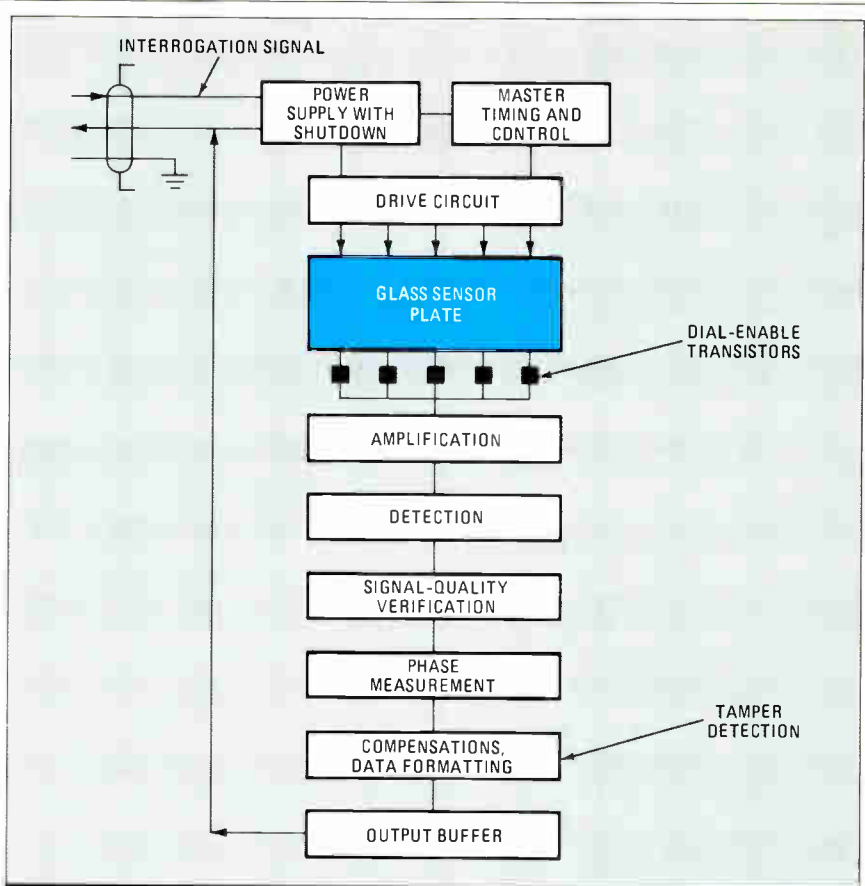 INTERROGATION SIGNAL
POWER
SUPPLY WITH
SHUTDOWN
MASTER
TIMING AND
CONTROL
DRIVE CIRCUIT
GLASS SENSOR
PLATE
DIAL-ENABLE
TRANSISTORS
AMPLIFICATION
DETECTION
SIGNAL-QUALITY
VERIFICATION
PHASE
MEASUREMENT
TAMPER
DETECTION
COMPENSATIONS,
DATA FORMATTING
OUTPUT BUFFER